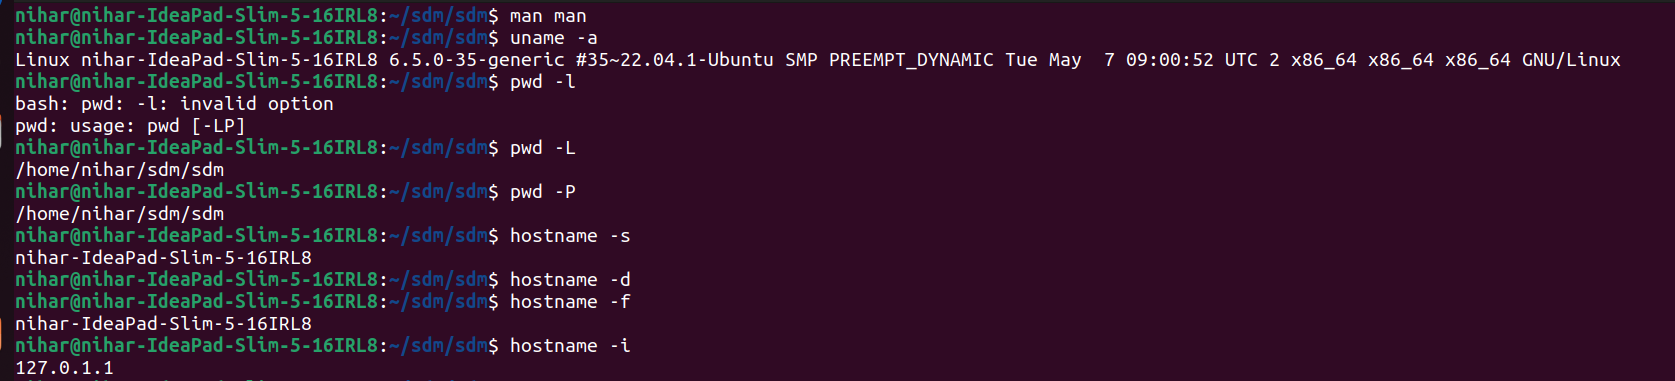 nihar@nihar-IdeaPad-Slim-5-16IRL8:~/sdm/sdm$ man man
nihar@nihar-IdeaPad-Slim-5-16IRL8:~/sdm/sdm$ uname -a
Linux nihar-IdeaPad-Slim-5-16IRL8 6.5.0-35-generic #35~22.04.1-Ubuntu SMP PREEMPT_DYNAMIC Tue May  7 09:00:52 UTC 2 x86_64 x86_64 x86_64 GNU/Linux
nihar@nihar-IdeaPad-Slim-5-16IRL8:~/sdm/sdm$ pwd -l
bash: pwd: -l: invalid option
pwd: usage: pwd [-LP]
nihar@nihar-IdeaPad-Slim-5-16IRL8:~/sdm/sdm$ pwd -L
/home/nihar/sdm/sdm
nihar@nihar-IdeaPad-Slim-5-16IRL8:~/sdm/sdm$ pwd -P
/home/nihar/sdm/sdm
nihar@nihar-IdeaPad-Slim-5-16IRL8:~/sdm/sdm$ hostname -s
nihar-IdeaPad-Slim-5-16IRL8
nihar@nihar-IdeaPad-Slim-5-16IRL8:~/sdm/sdm$ hostname -d
nihar@nihar-IdeaPad-Slim-5-16IRL8:~/sdm/sdm$ hostname -f
nihar-IdeaPad-Slim-5-16IRL8
nihar@nihar-IdeaPad-Slim-5-16IRL8:~/sdm/sdm$ hostname -i
127.0.1.1